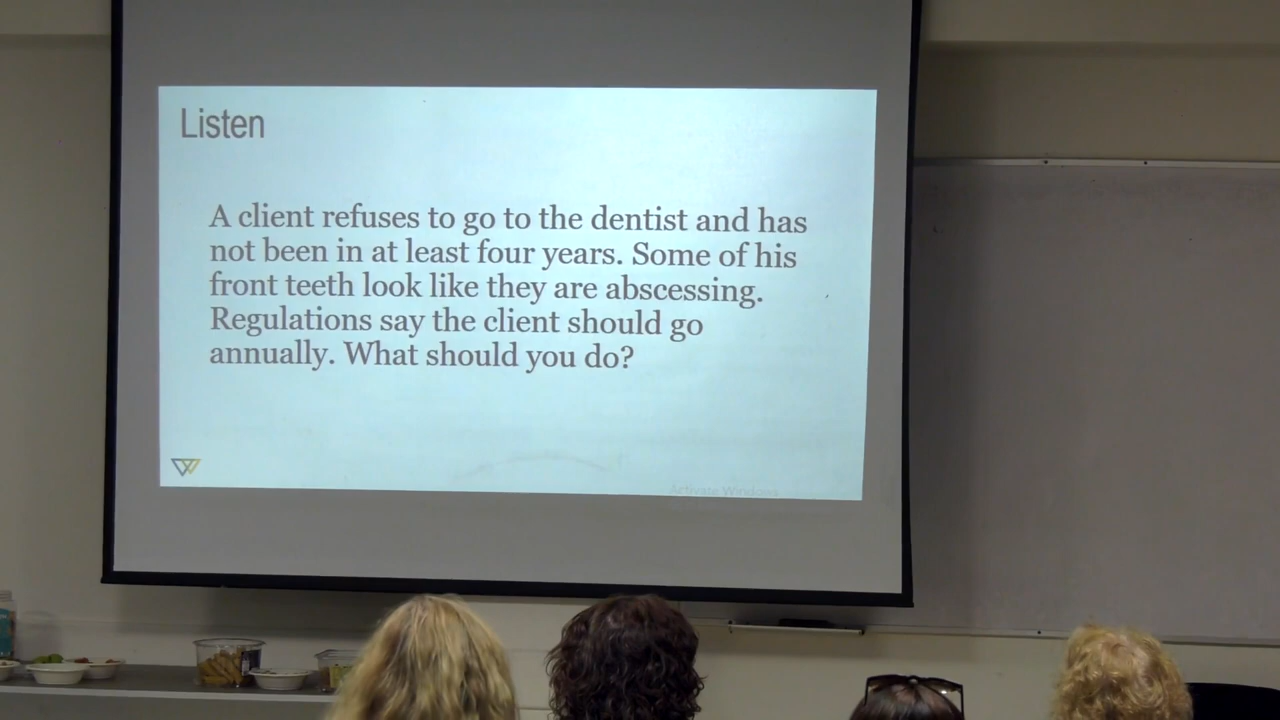 Listen
A client refuses to go to the dentist and has
not been in at least four years. Some of his
front teeth look like they are abscessing.
Regulations say the client should go
annually. What should you do?
Activate Windows